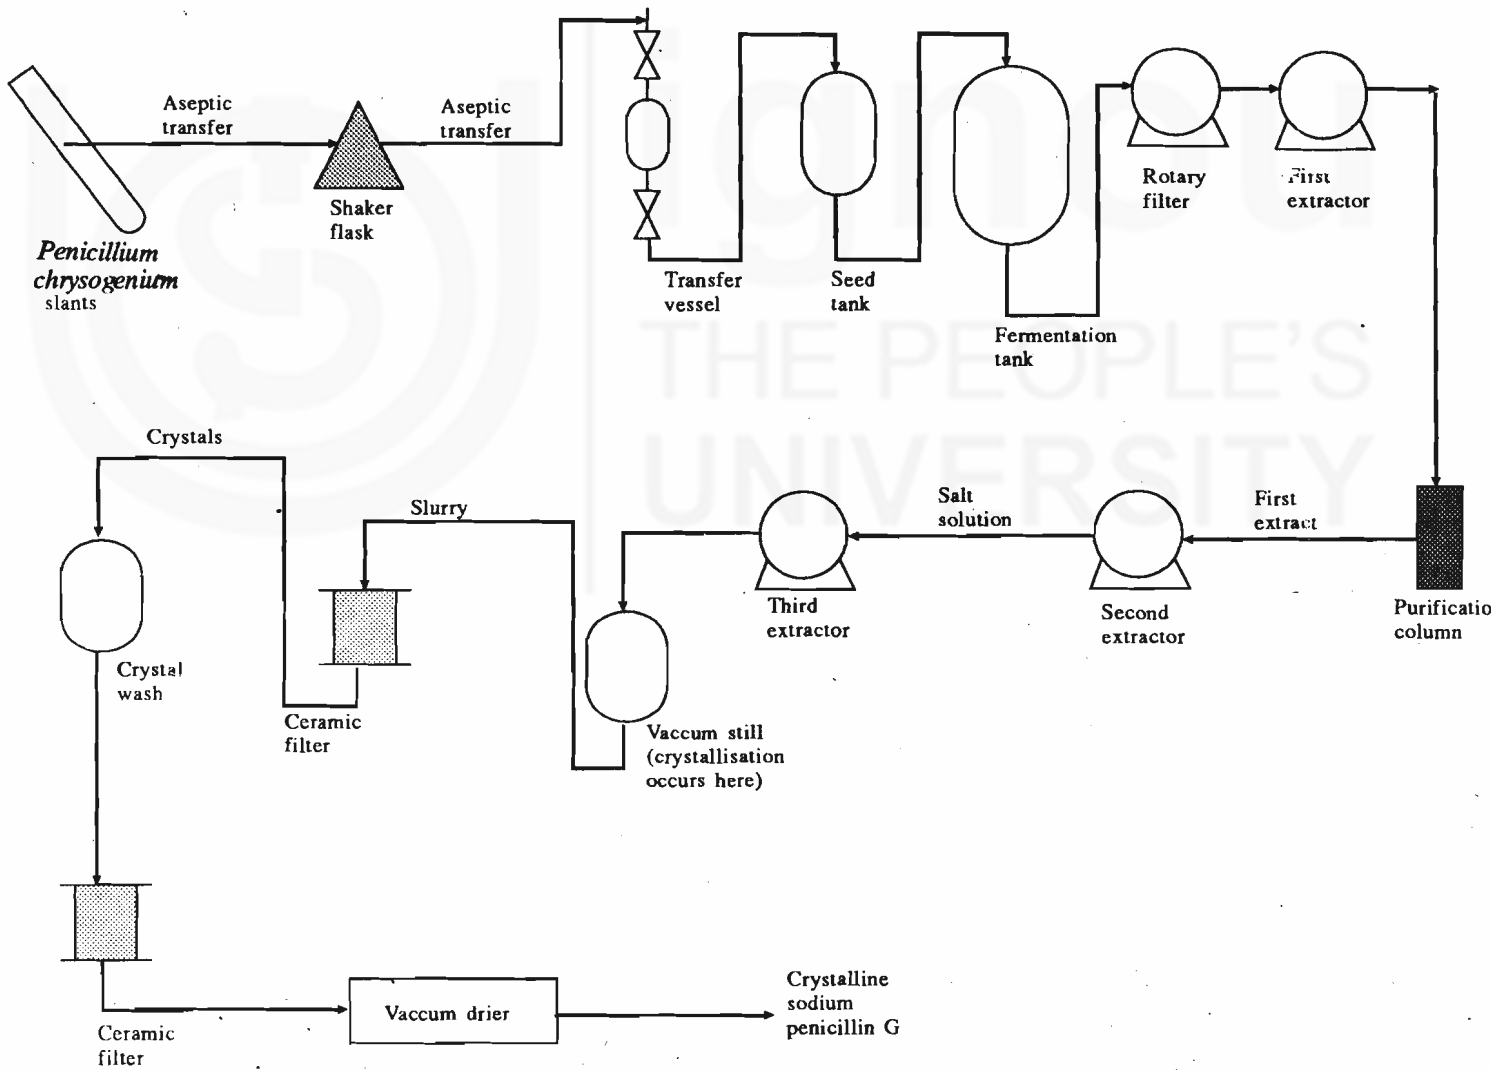 Aseptic
transfer
Aseptic
transfer
Shaker
flask
Penicillium
chrysogenium
slants
Transfer
vessel
Seed
tank
Fermentation
tank
Rotary
filter
First
extractor
ignou
THE PEOPLE'S
UNIVERSITY
Crystals
Slurry
Salt
solution
First
extract
Purificatio
column
Second
extractor
Third
extractor
Vaccum still
(crystallisation
occurs here)
Ceramic
filter
Crystal
wash
Ceramic
filter
Vaccum drier
Crystalline
sodium
penicillin G